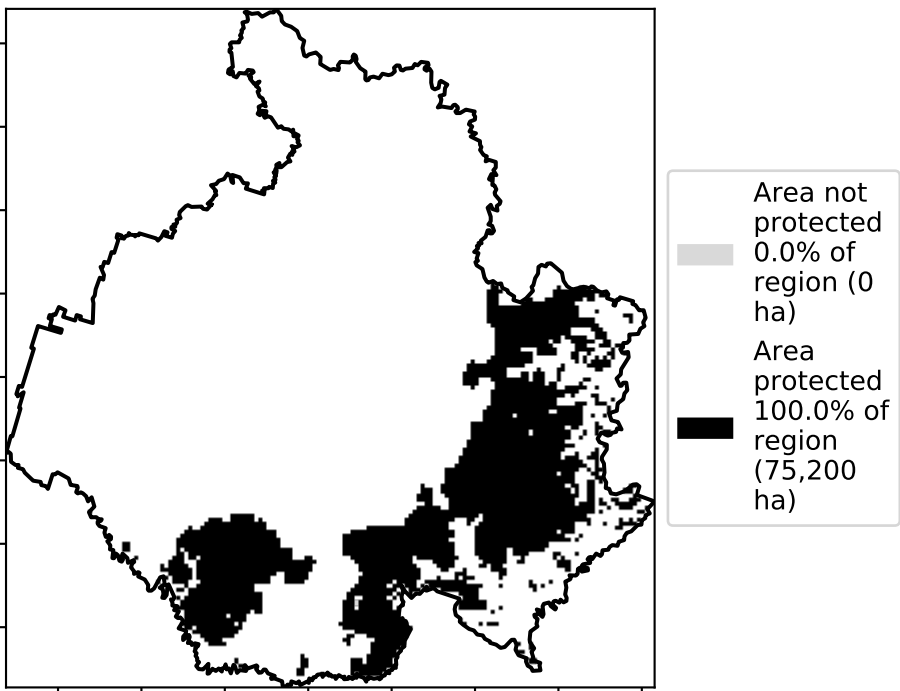 Area not
protected
0.0% of
region (0
ha)
Area
protected
100.0% of
region
(75,200
ha)